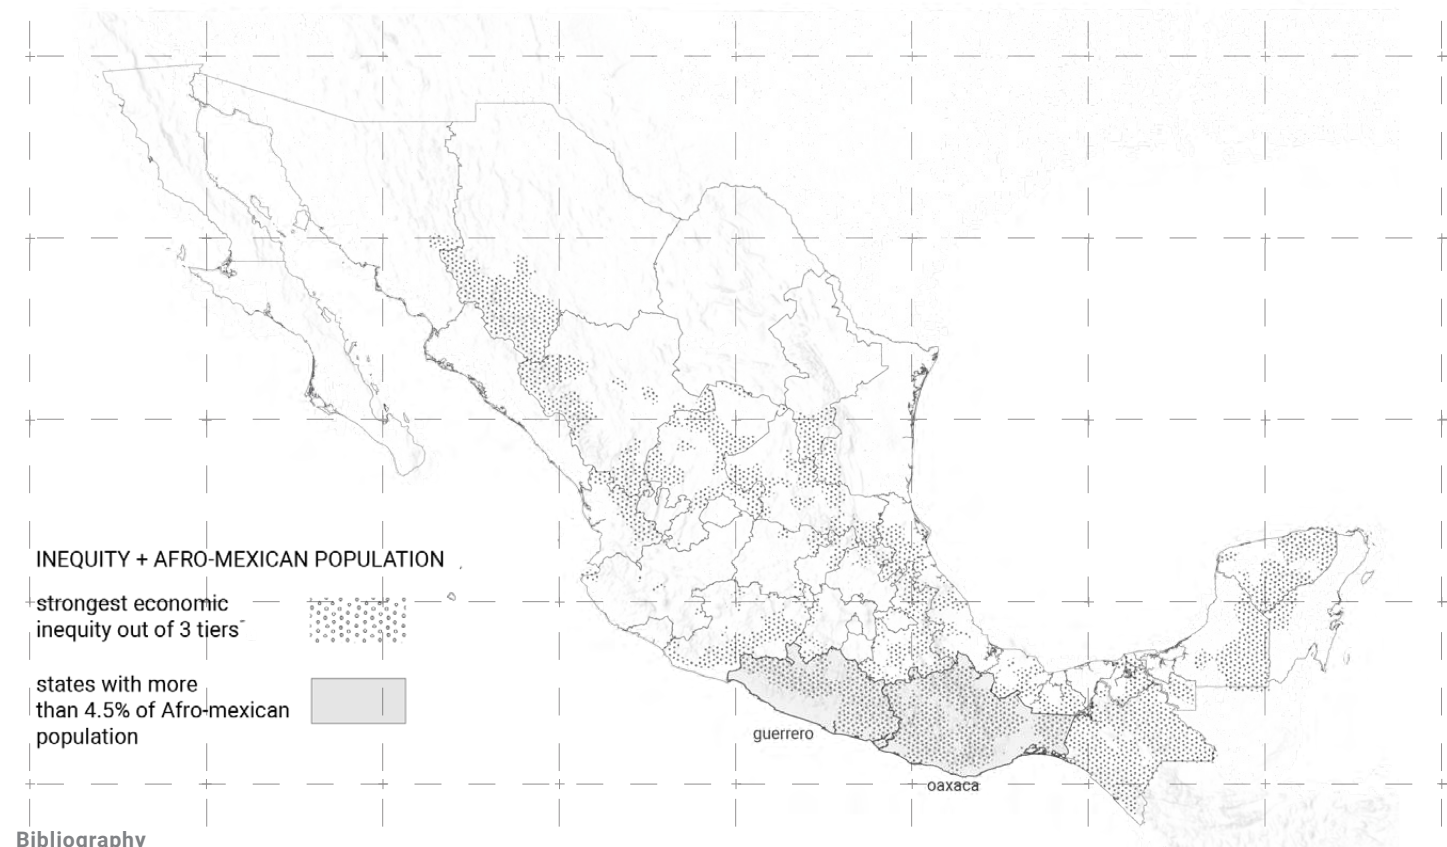 INEQUITY + AFRO-MEXICAN POPULATION
strongest economic
inequity out of 3 tiers
states with more
than 4.5% of Afro-mexican
population
guerrero
oaxaca
Bibliography